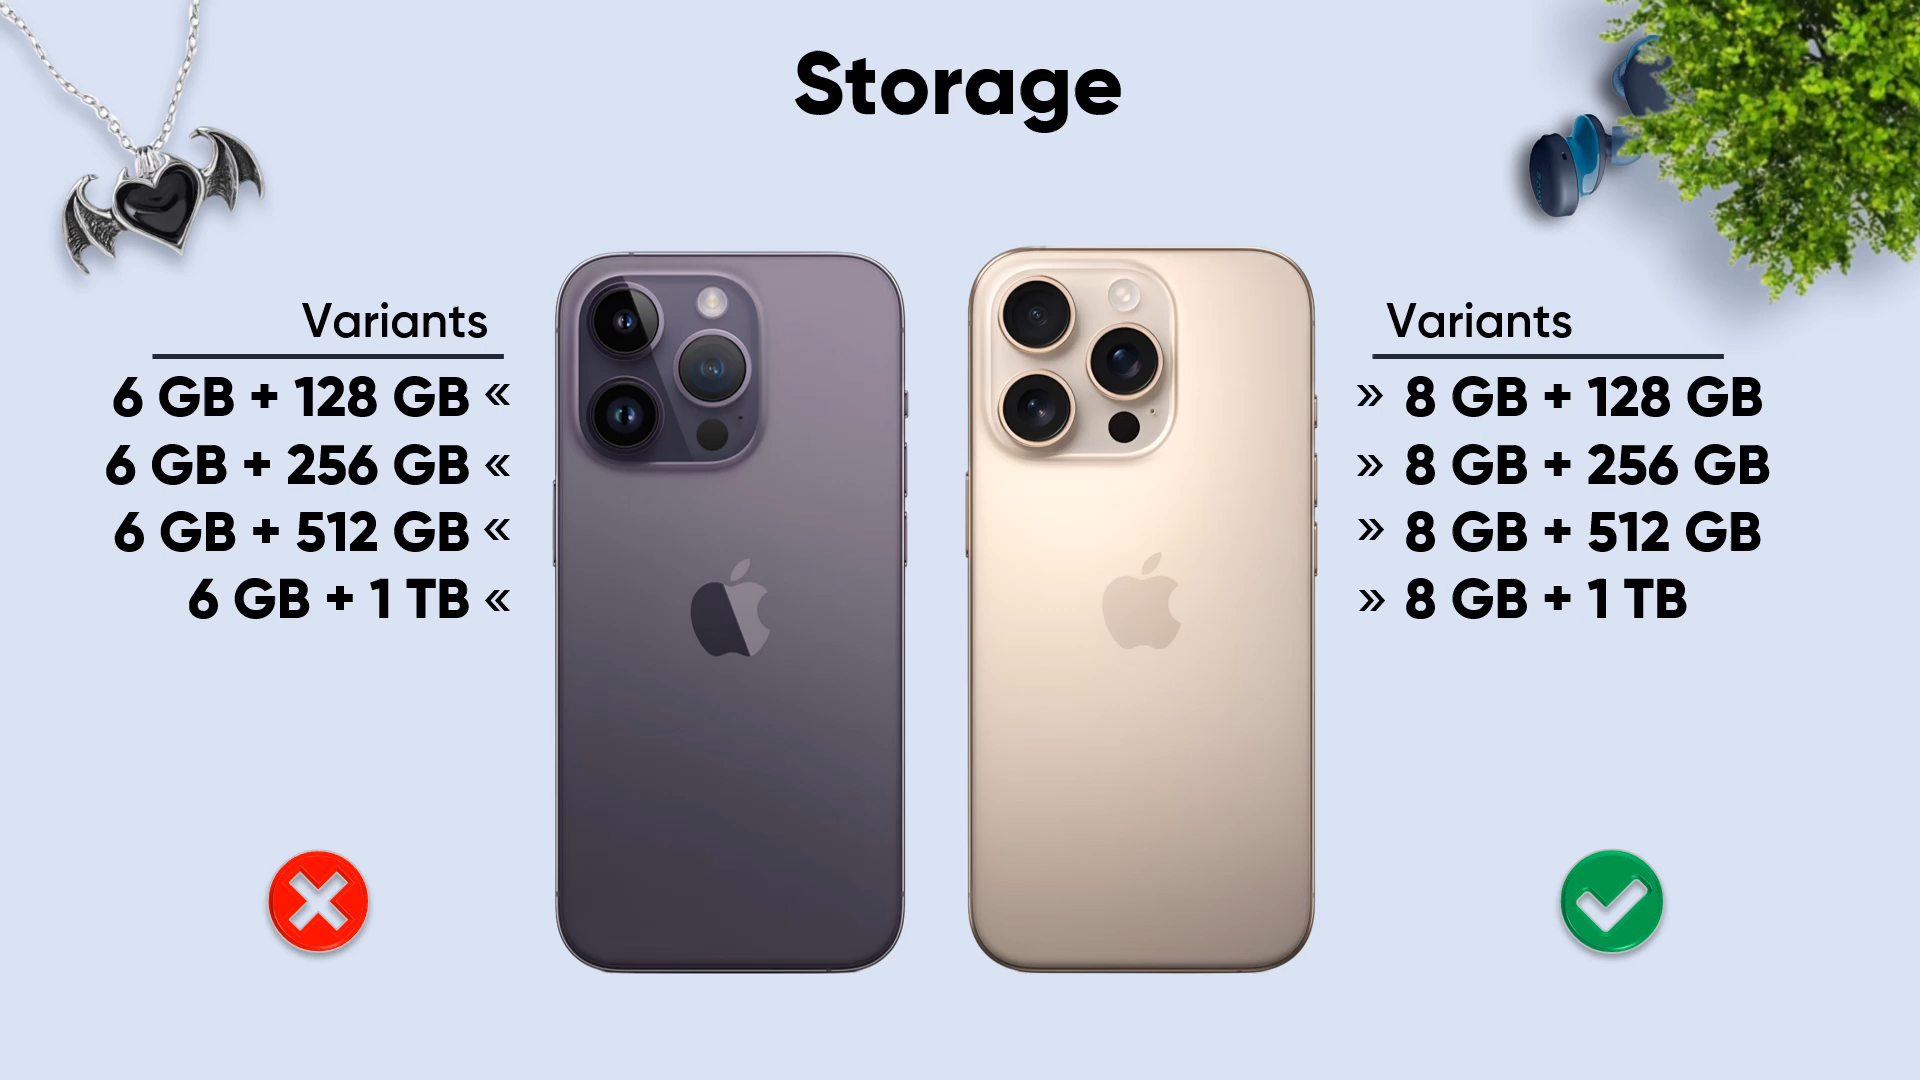 Storage
Variants
6 GB + 128 GB «
6 GB + 256 GB «
6 GB + 512 GB «
6 GB + 1 TB «
Variants
» 8 GB + 128 GB
» 8 GB + 256 GB
» 8 GB + 512 GB
» 8 GB + 1 TB